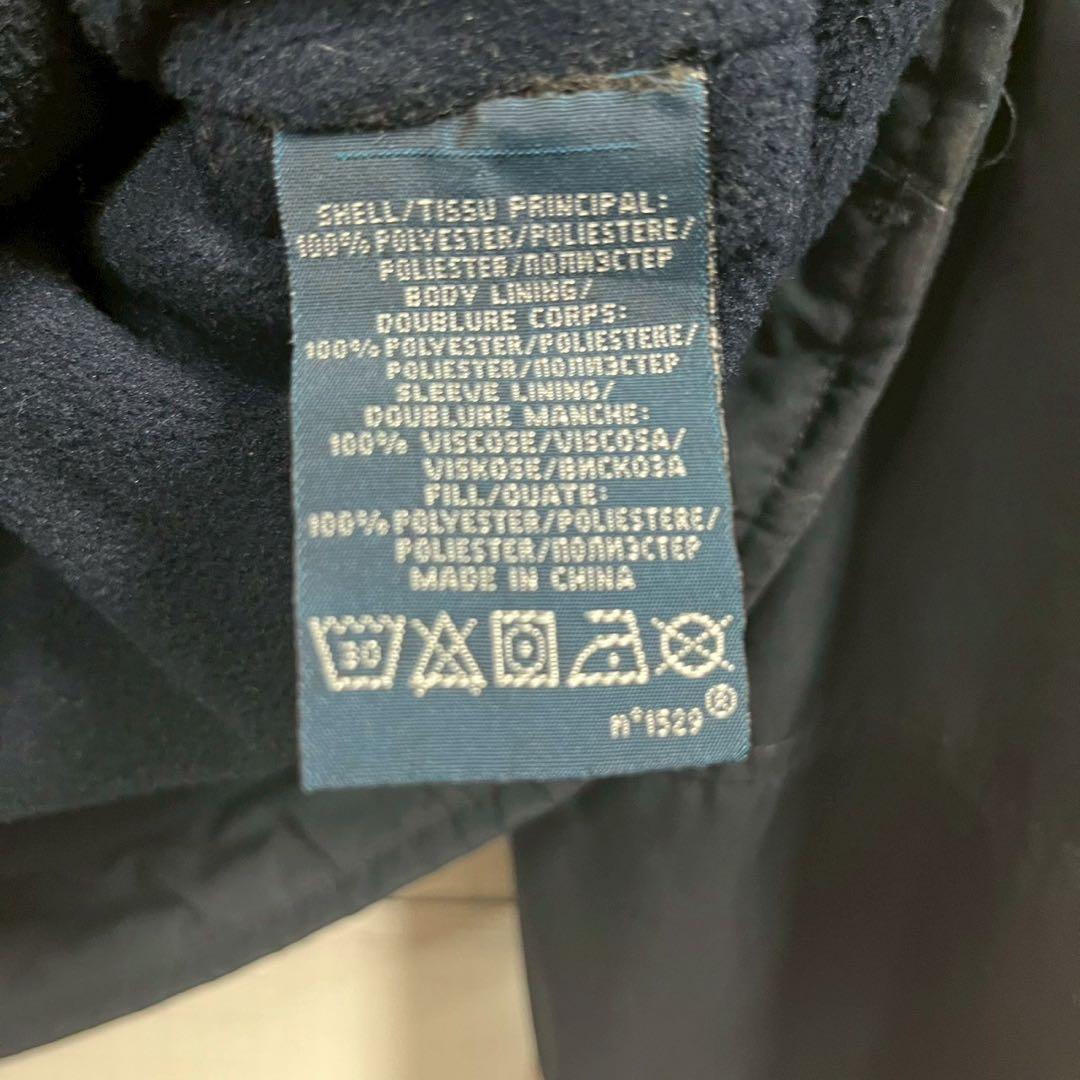 SHELL/TISSU PRINCIPAL:
100% POLYESTER/POLIESTERE/
POLIESTER/ПОЛИЭСТЕР
BODY LINING/
DOUBLURE CORPS:
100% POLYESTER/POLIESTERE/
POLIESTER/ПОЛИЭСТЕР
SLEEVE LINING/
DOUBLURE MANCHE:
100% VISCOSE/VISCOSA/
VISKOSE/ВИСКОЗА
FILL/OUATE:
100% POLYESTER/POLIESTERE/
POLIESTER/ПОЛИЭСТЕР
MADE IN CHINA
30
n°1529 ®